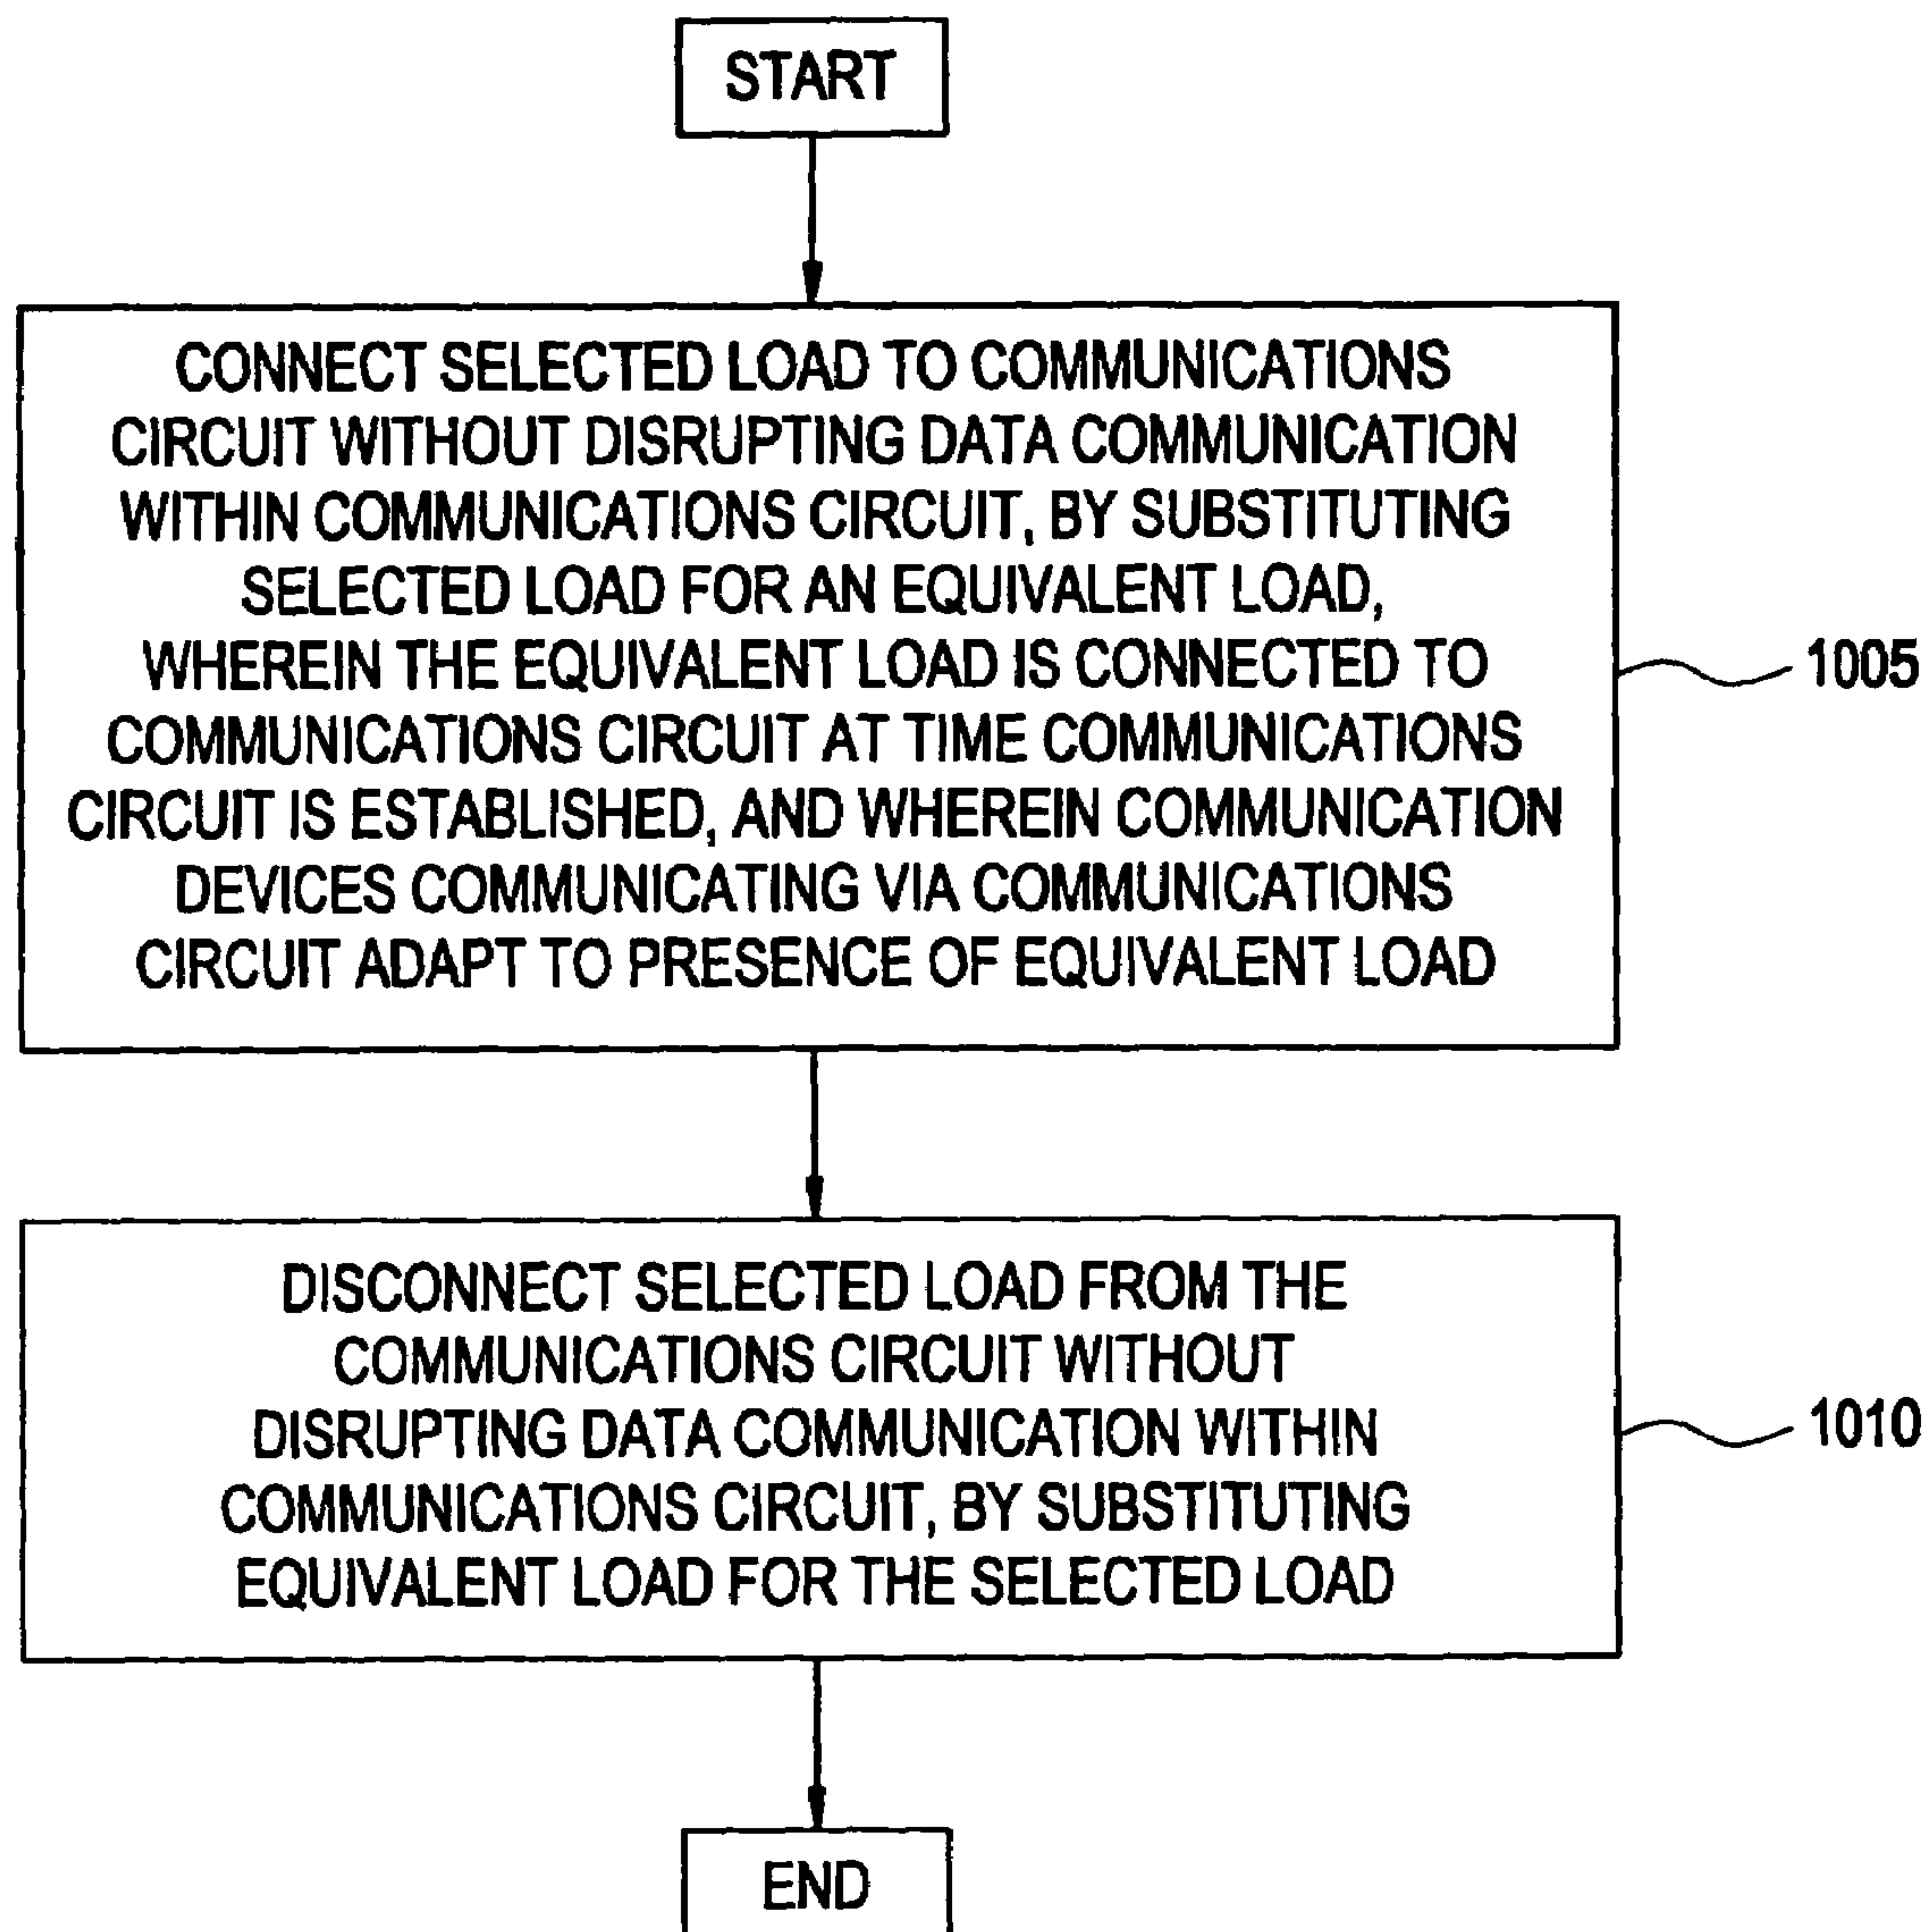 START
CONNECT SELECTED LOAD TO COMMUNICATIONS
CIRCUIT WITHOUT DISRUPTING DATA COMMUNICATION
WITHIN COMMUNICATIONS CIRCUIT, BY SUBSTITUTING
SELECTED LOAD FOR AN EQUIVALENT LOAD,
WHEREIN THE EQUIVALENT LOAD IS CONNECTED TO
COMMUNICATIONS CIRCUIT AT TIME COMMUNICATIONS
CIRCUIT IS ESTABLISHED, AND WHEREIN COMMUNICATION
DEVICES COMMUNICATING VIA COMMUNICATIONS
CIRCUIT ADAPT TO PRESENCE OF EQUIVALENT LOAD
1005
DISCONNECT SELECTED LOAD FROM THE
COMMUNICATIONS CIRCUIT WITHOUT
DISRUPTING DATA COMMUNICATION WITHIN
COMMUNICATIONS CIRCUIT, BY SUBSTITUTING
EQUIVALENT LOAD FOR THE SELECTED LOAD
1010
END